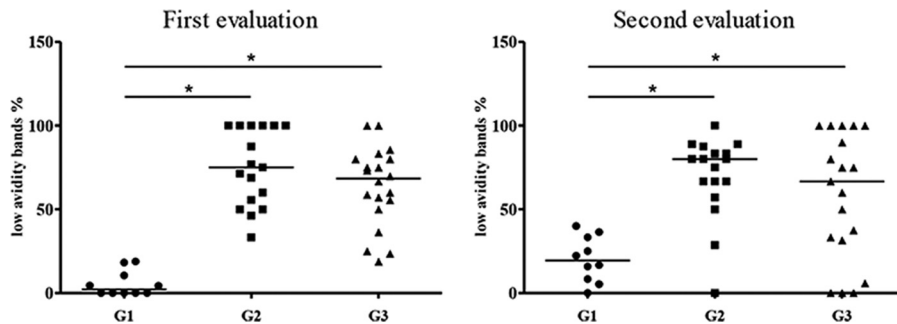 First evaluation
low avidity bands %
150
100
50
0
*
*
G1 G2 G3
Second evaluation
low avidity bands %
150
100
50
0
*
*
G1 G2 G3